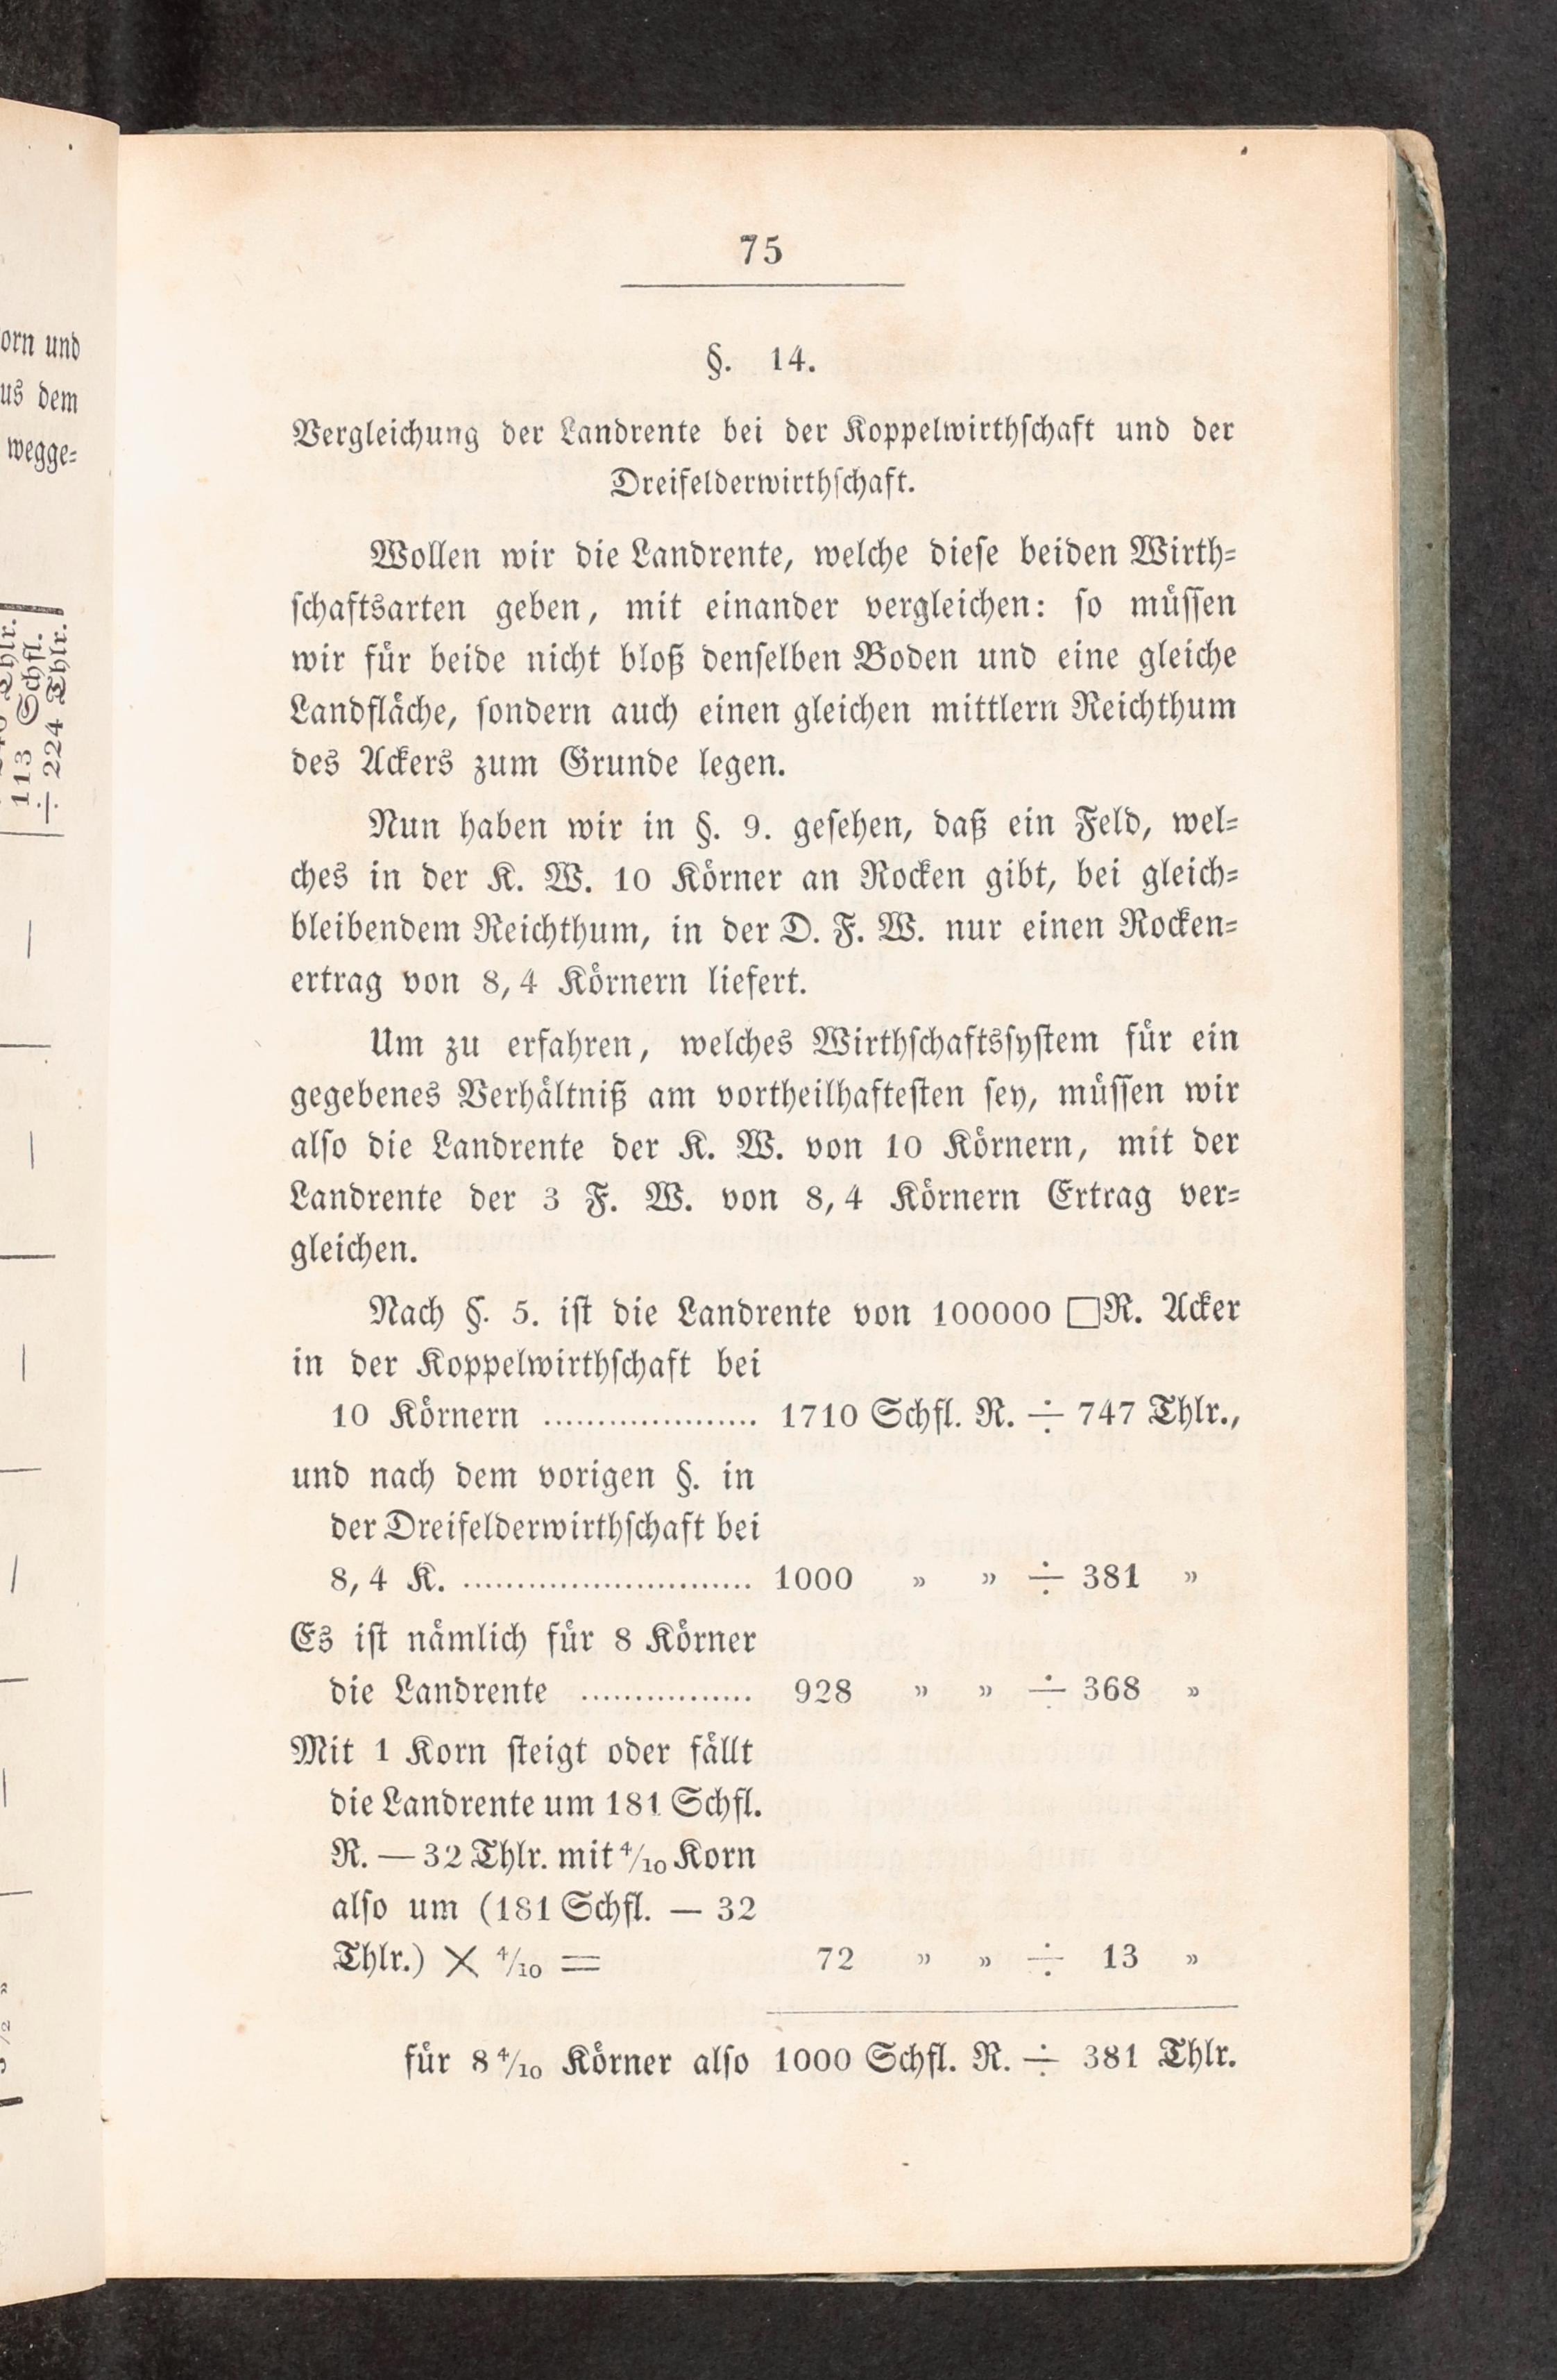 75
§. 14.
Vergleichung der Landrente bei der Koppelwirthschaft und der
Dreifelderwirthschaft.
Wollen wir die Landrente, welche diese beiden Wirth-
schaftsarten geben, mit einander vergleichen: so müssen
wir für beide nicht bloß denselben Boden und eine gleiche
Landfläche, sondern auch einen gleichen mittlern Reichthum
des Ackers zum Grunde legen.
Nun haben wir in §. 9. gesehen, daß ein Feld, wel-
ches in der K. W. 10 Körner an Rocken gibt, bei gleich-
bleibendem Reichthum, in der D. F. W. nur einen Rocken-
ertrag von 8,4 Körnern liefert.
Um zu erfahren, welches Wirthschaftssystem für ein
gegebenes Verhältniß am vortheilhaftesten sey, müssen wir
also die Landrente der K. W. von 10 Körnern, mit der
Landrente der 3 F. W. von 8,4 Körnern Ertrag ver-
gleichen.
Nach §. 5. ist die Landrente von 100000 □R. Acker
in der Koppelwirthschaft bei
10 Körnern .................... 1710 Schfl. R. ÷ 747 Thlr.,
und nach dem vorigen §. in
der Dreifelderwirthschaft bei
8,4 K. ........................... 1000 » » ÷ 381 »
Es ist nämlich für 8 Körner
die Landrente ................ 928 » » ÷ 368 »
Mit 1 Korn steigt oder fällt
die Landrente um 181 Schfl.
R. — 32 Thlr. mit 4/10 Korn
also um (181 Schfl. — 32
Thlr.) × 4/10 = 72 » » ÷ 13 »
für 8 4/10 Körner also 1000 Schfl. R. ÷ 381 Thlr.
orn und
us dem
wegge-
Thlr.
113 Schfl.
÷ 224 Thlr.